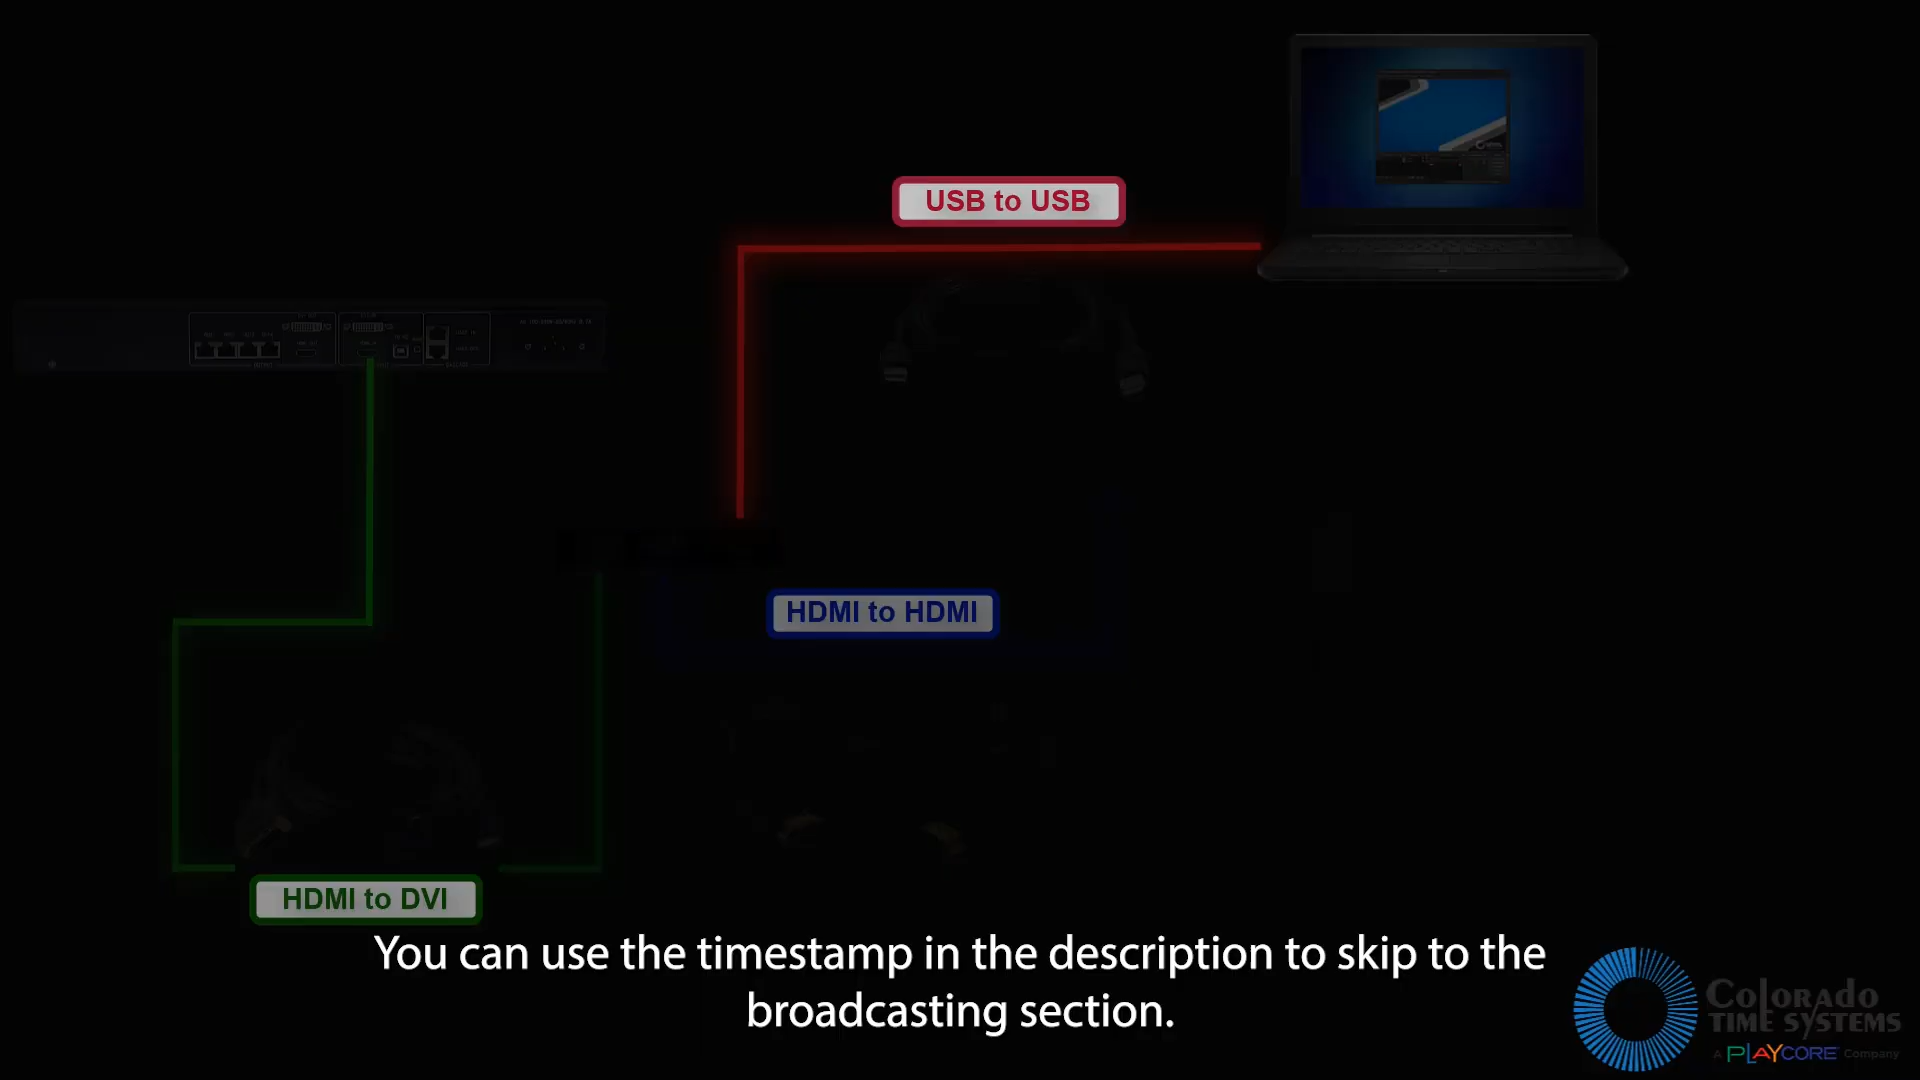 USB to USB
HDMI to HDMI
HDMI to DVI
You can use the timestamp in the description to skip to the
broadcasting section.
COLORADO
TIME SYSTEMS
A PLAYCORE Company